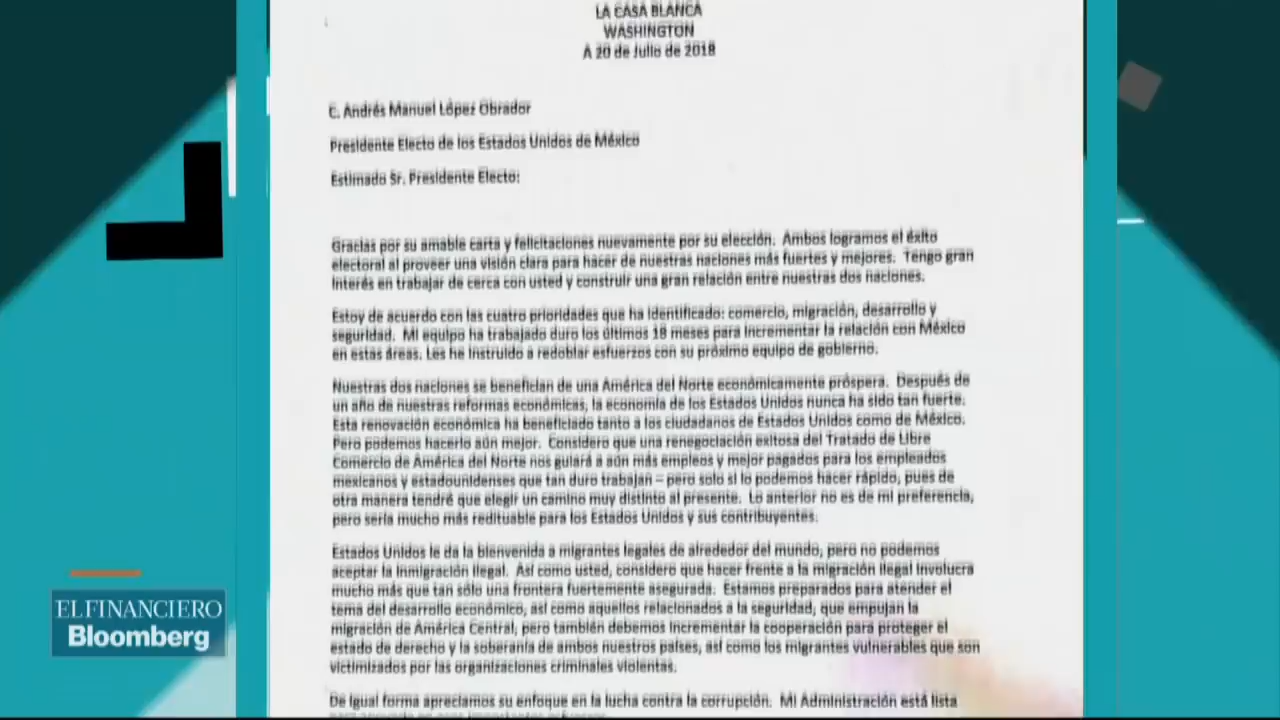 LA CASA BLANCA
WASHINGTON
A 20 de Julio de 2018
C. Andrés Manuel López Obrador
Presidente Electo de los Estados Unidos de México
Estimado Sr. Presidente Electo:
Gracias por su amable carta y felicitaciones nuevamente por su elección. Ambos logramos el éxito
electoral al proveer una visión clara para hacer de nuestras naciones más fuertes y mejores. Tengo gran
interés en trabajar de cerca con usted y construir una gran relación entre nuestras dos naciones.
Estoy de acuerdo con las cuatro prioridades que ha identificado: comercio, migración, desarrollo y
seguridad. Mi equipo ha trabajado duro los últimos 18 meses para incrementar la relación con México
en estas áreas. Les he instruido a redoblar esfuerzos con su próximo equipo de gobierno.
Nuestras dos naciones se benefician de una América del Norte económicamente próspera. Después de
un año de nuestras reformas económicas, la economía de los Estados Unidos nunca ha sido tan fuerte.
Esta renovación económica ha beneficiado tanto a los ciudadanos de Estados Unidos como de México.
Pero podemos hacerlo aún mejor. Considero que una renegociación exitosa del Tratado de Libre
Comercio de América del Norte nos guiará a aún más empleos y mejor pagados para los empleados
mexicanos y estadounidenses que tan duro trabajan – pero solo si lo podemos hacer rápido, pues de
otra manera tendré que elegir un camino muy distinto al presente. Lo anterior no es de mi preferencia,
pero sería mucho más redituable para los Estados Unidos y sus contribuyentes.
Estados Unidos le da la bienvenida a migrantes legales de alrededor del mundo, pero no podemos
aceptar la inmigración ilegal. Así como usted, considero que hacer frente a la migración ilegal involucra
mucho más que tan sólo una frontera fuertemente asegurada. Estamos preparados para atender el
tema del desarrollo económico, así como aquellos relacionados a la seguridad, que empujan la
migración de América Central, pero también debemos incrementar la cooperación para proteger el
estado de derecho y la soberanía de ambos nuestros países, así como los migrantes vulnerables que son
victimizados por las organizaciones criminales violentas.
De igual forma apreciamos su enfoque en la lucha contra la corrupción. Mi Administración está lista
EL FINANCIERO
Bloomberg